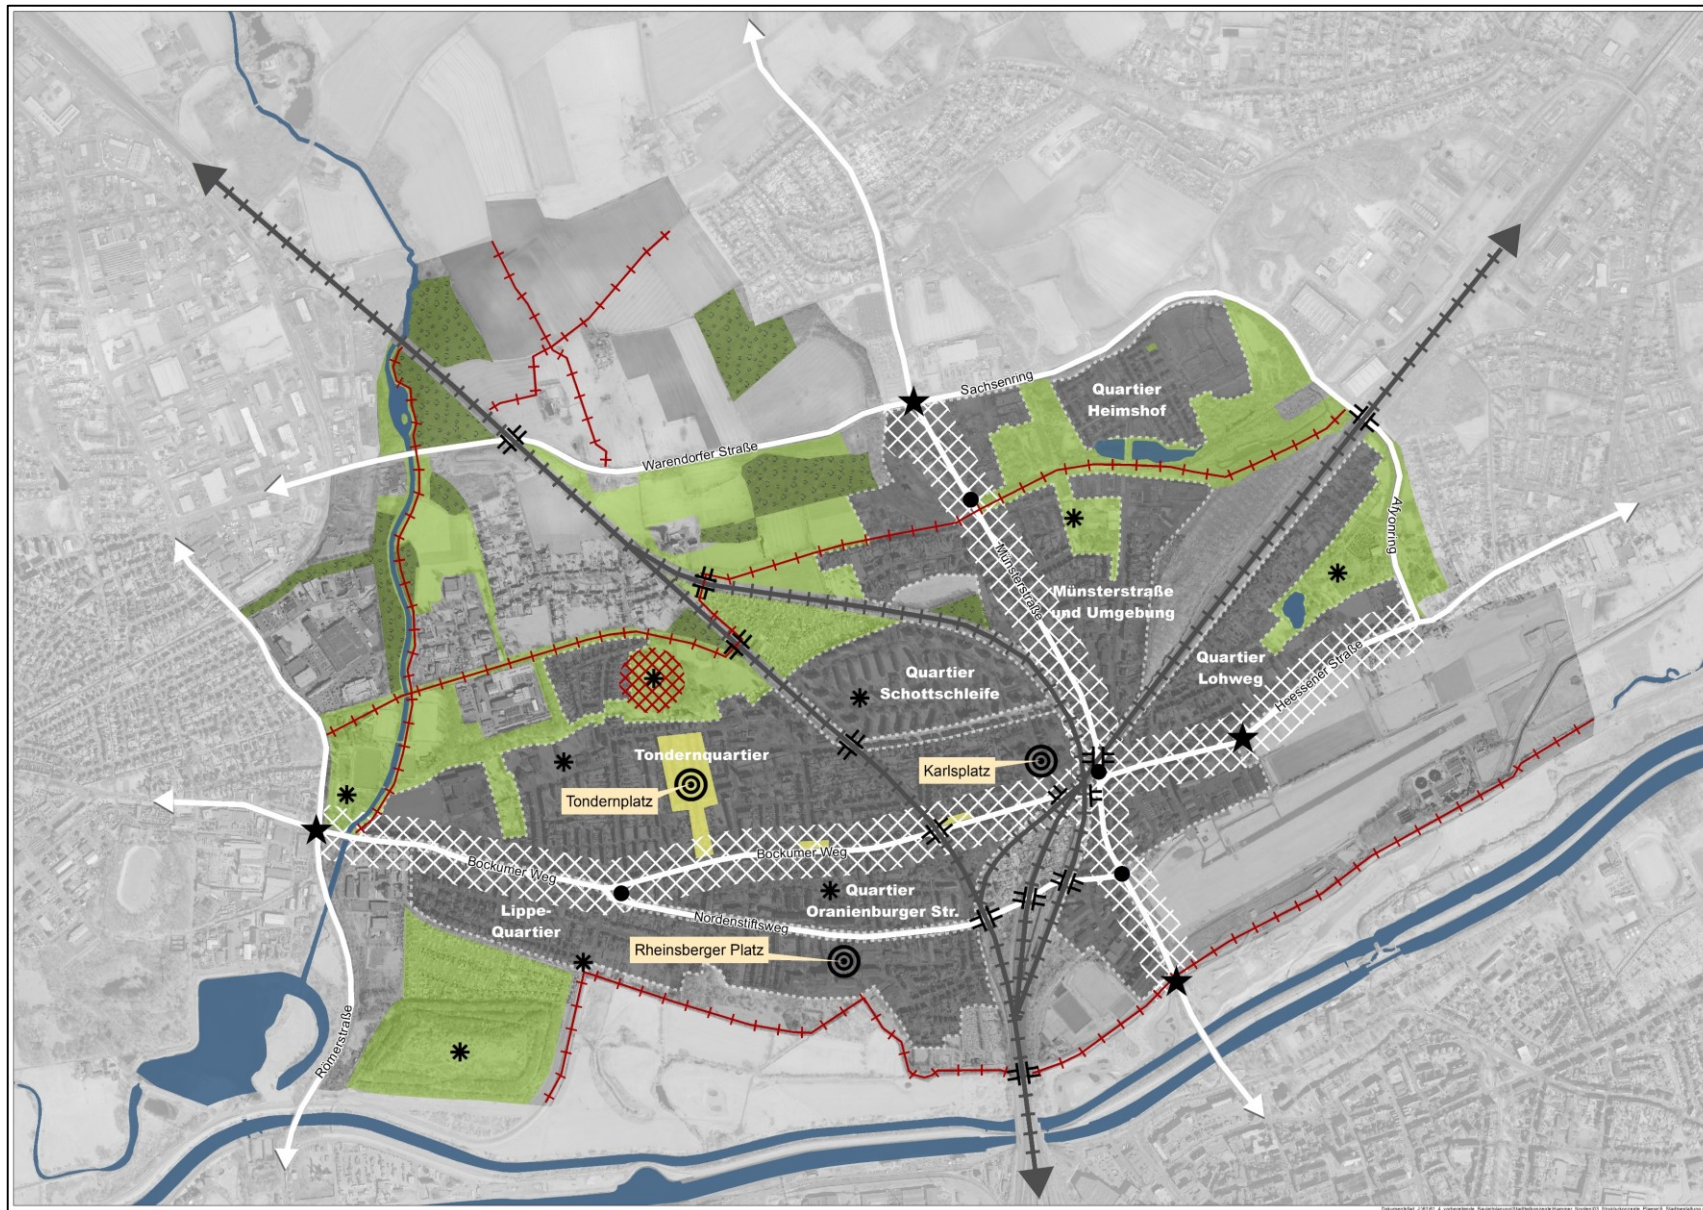 Sachsenring
Quartier
Heimshof
Warendorfer Straße
Afyonring
Münsterstraße
Münsterstraße
und Umgebung
Quartier
Lohweg
Heessener Straße
Quartier
Schottschleife
Tondernquartier
Karlsplatz
Tondernplatz
Bockumer Weg
Bockumer Weg
Quartier
Oranienburger Str.
Lippe-
Quartier
Nordenstiftsweg
Rheinsberger Platz
Römerstraße